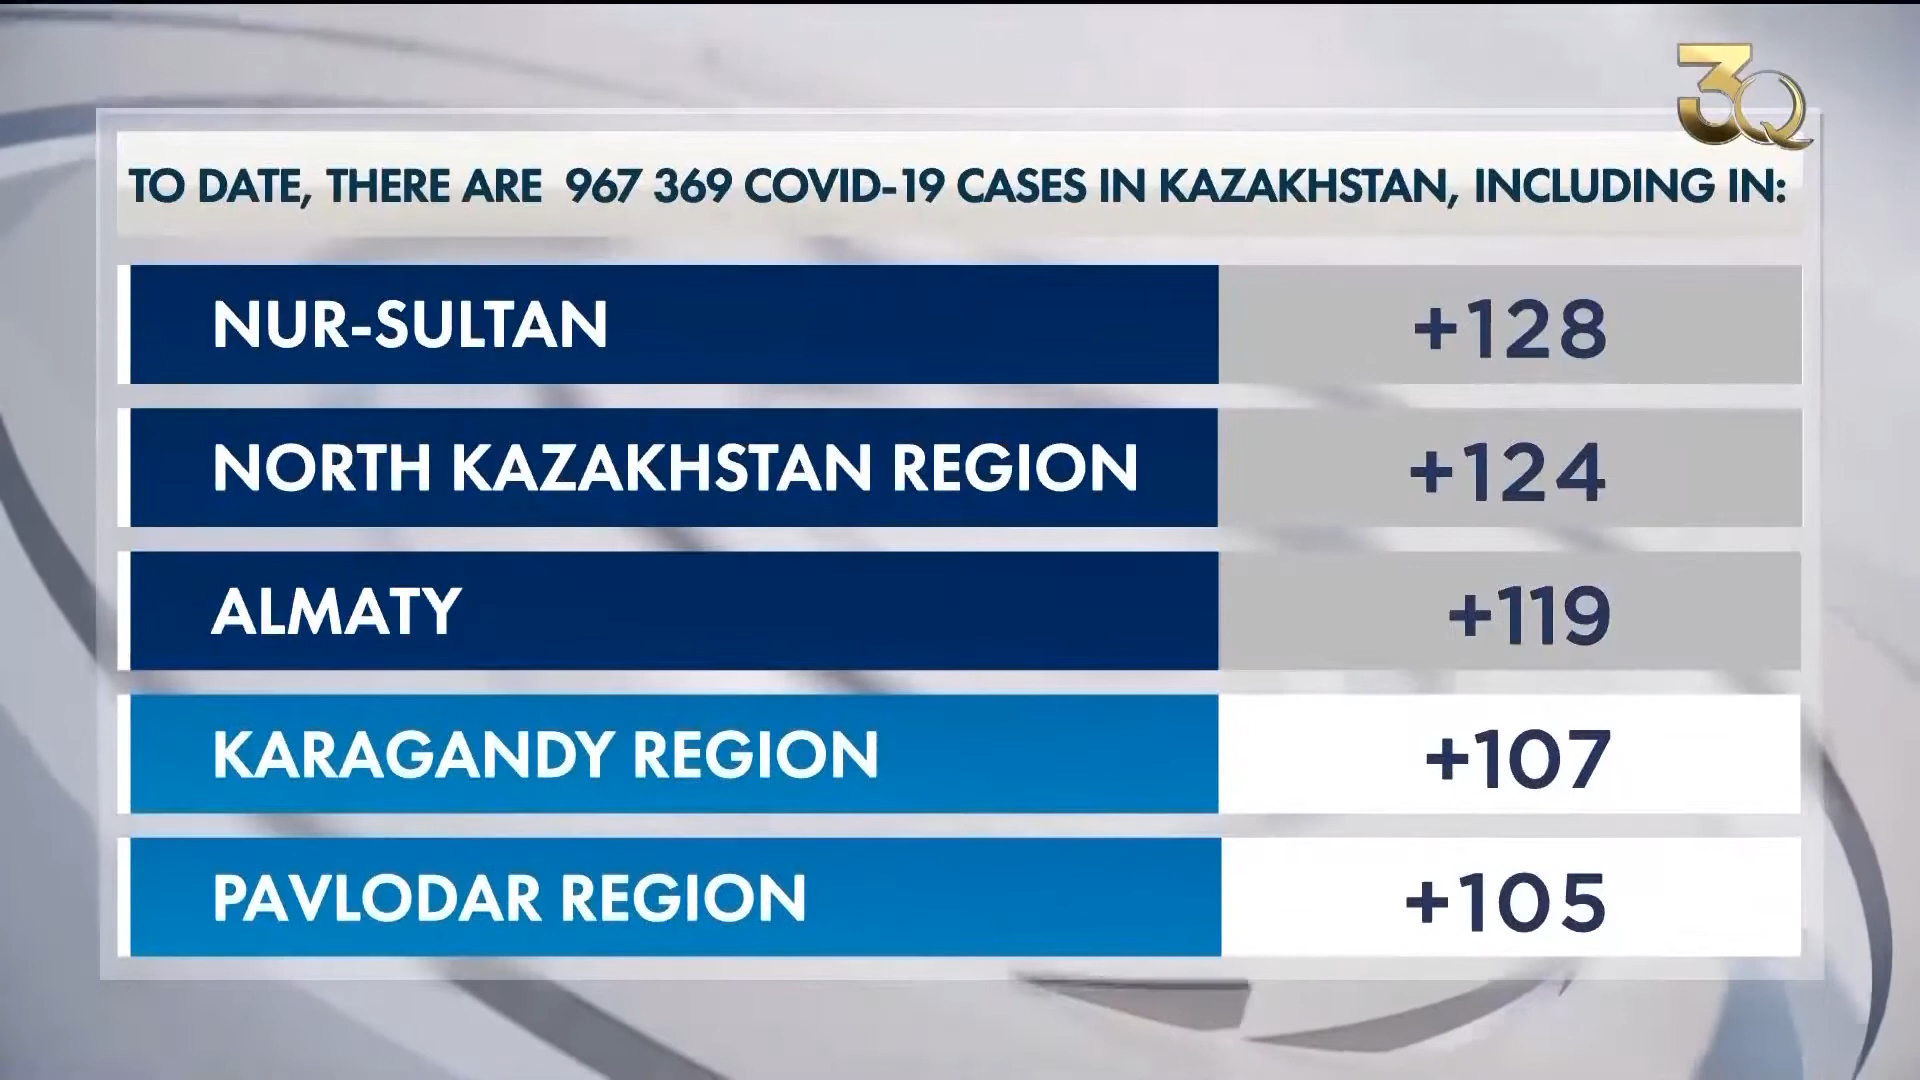 3Q
TO DATE, THERE ARE 967 369 COVID-19 CASES IN KAZAKHSTAN, INCLUDING IN:
NUR-SULTAN +128
NORTH KAZAKHSTAN REGION +124
ALMATY +119
KARAGANDY REGION +107
PAVLODAR REGION +105